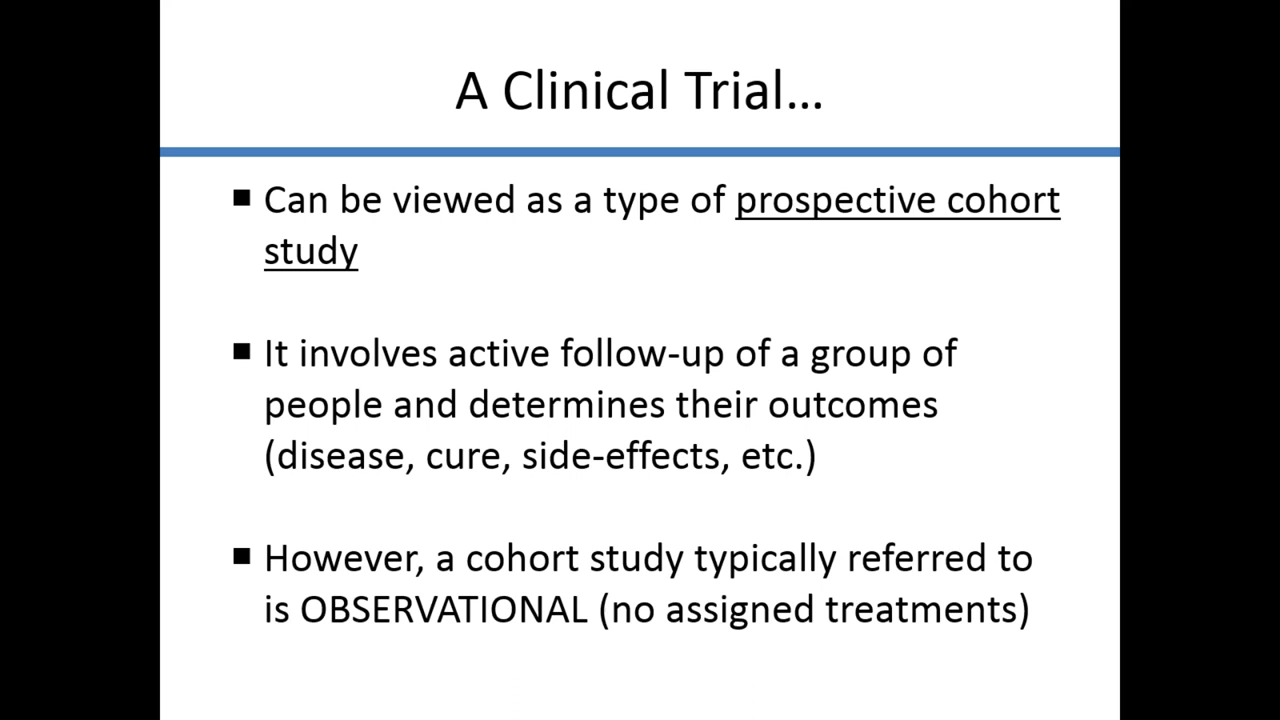 A Clinical Trial...
■ Can be viewed as a type of prospective cohort
study
■ It involves active follow-up of a group of
people and determines their outcomes
(disease, cure, side-effects, etc.)
■ However, a cohort study typically referred to
is OBSERVATIONAL (no assigned treatments)